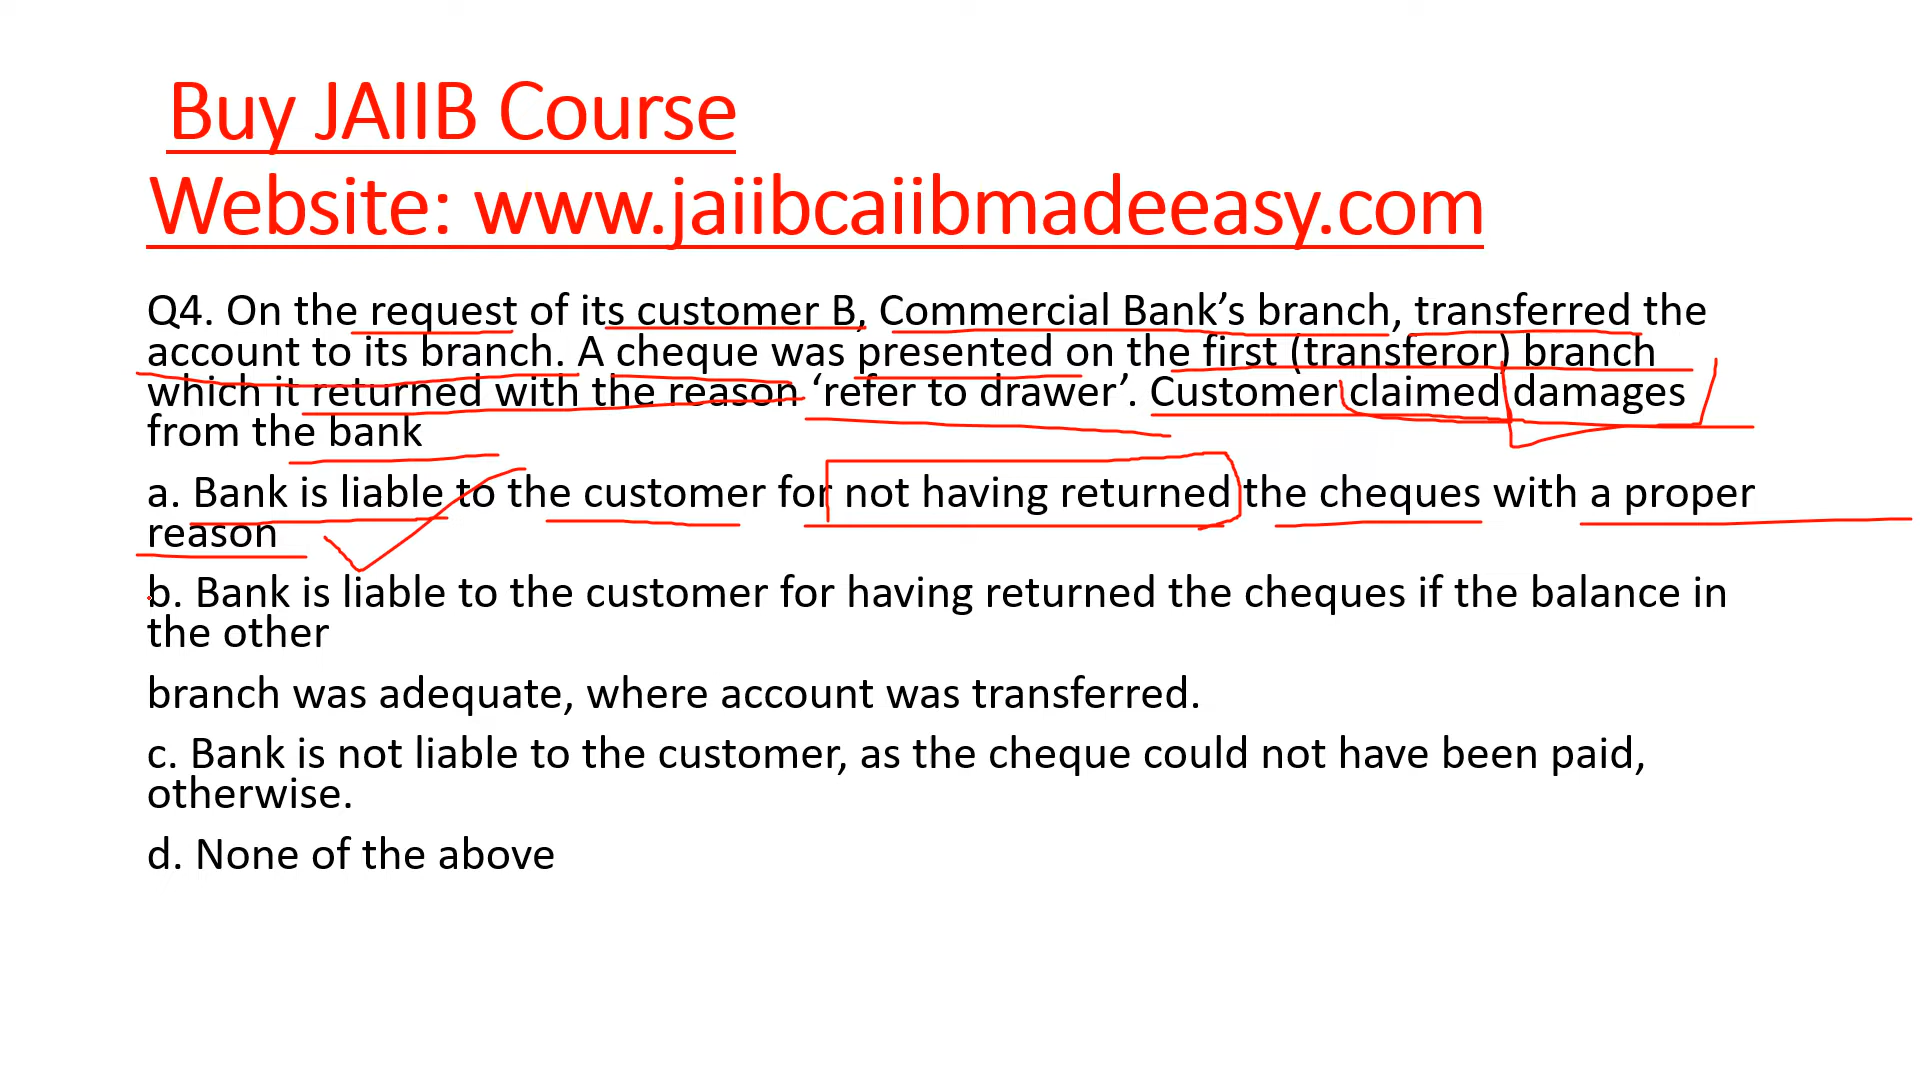 Buy JAIIB Course
Website: www.jaiibcaiibmadeeasy.com
Q4. On the request of its customer B, Commercial Bank’s branch, transferred the
account to its branch. A cheque was presented on the first (transferor) branch
which it returned with the reason ‘refer to drawer’. Customer claimed damages
from the bank
a. Bank is liable to the customer for not having returned the cheques with a proper
reason
b. Bank is liable to the customer for having returned the cheques if the balance in
the other
branch was adequate, where account was transferred.
c. Bank is not liable to the customer, as the cheque could not have been paid,
otherwise.
d. None of the above